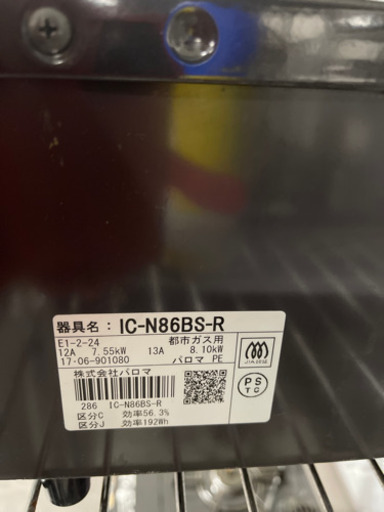 器具名： IC-N86BS-R
E1-2-24 都市ガス用
12A 7.55kW 13A 8.10kW
17・06-901080 パロマ PE
株式会社パロマ
286 IC-N86BS-R
区分C 効率56.3%
区分J 効率192Wh
JIA
PS
TG